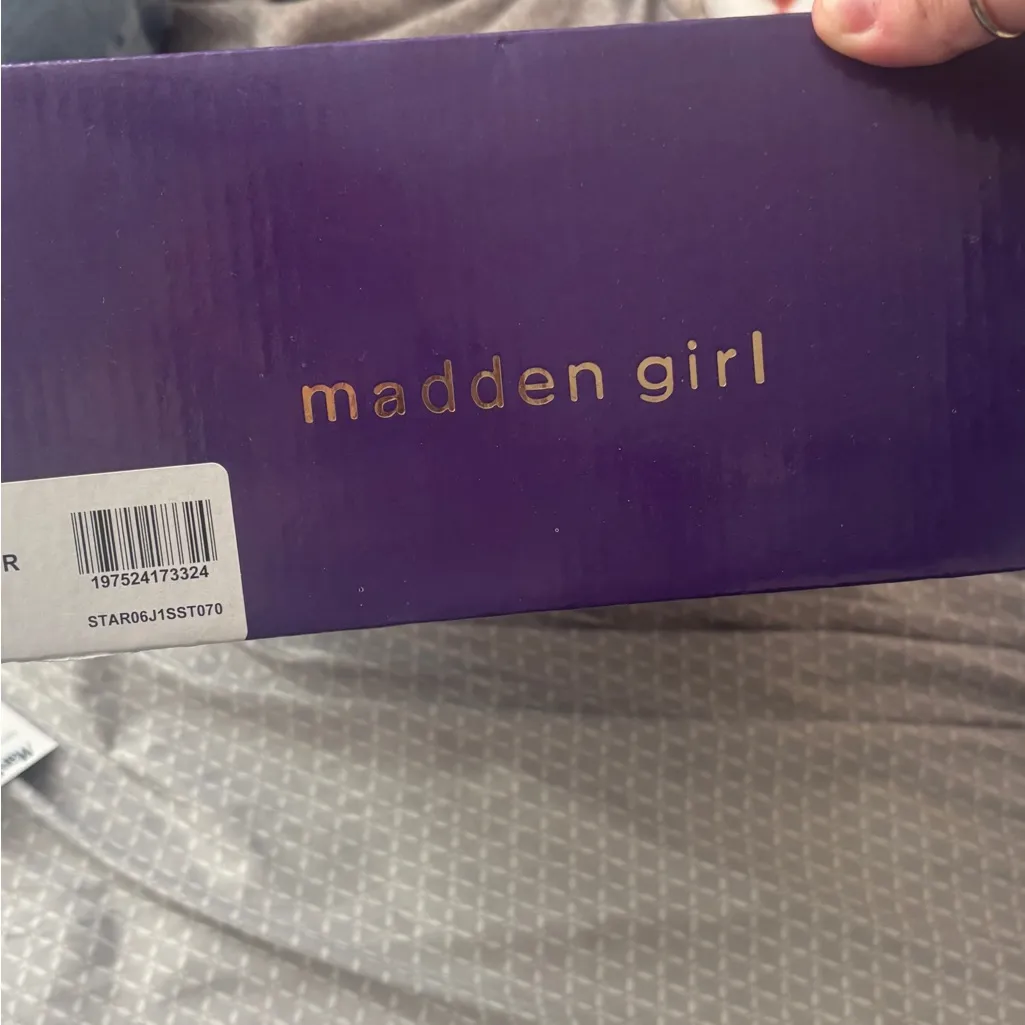 madden girl
R
197524173324
STAR06J1SST070